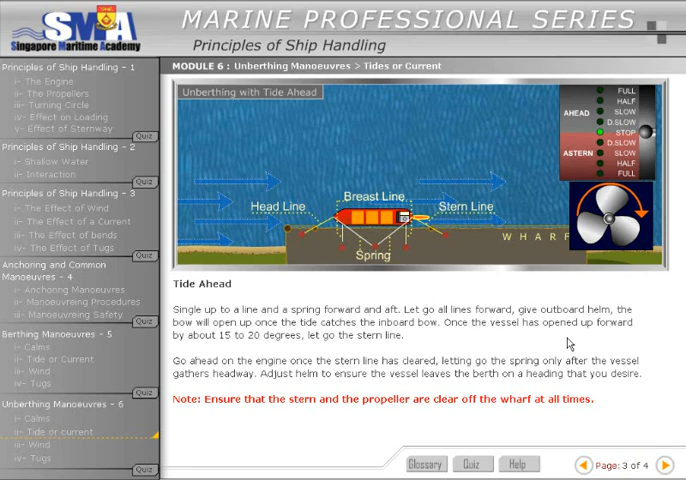 SMA
Singapore Maritime Academy
MARINE PROFESSIONAL SERIES
Principles of Ship Handling
MODULE 6 : Unberthing Manoeuvres > Tides or Current
Principles of Ship Handling - 1
i- The Engine
ii- The Propellers
iii- Turning Circle
iv- Effect on Loading
v- Effect of Sternway
Quiz
Principles of Ship Handling - 2
i- Shallow Water
ii- Interaction
Quiz
Principles of Ship Handling - 3
i- The Effect of Wind
ii- The Effect of a Current
iii- The Effect of bends
iv- The Effect of Tugs
Quiz
Anchoring and Common
Manoeuvres - 4
i- Anchoring Manoeuvres
ii- Manoeuvreing Procedures
iii- Manoeuvring Safety
Quiz
Berthing Manoeuvres - 5
i- Calms
ii- Tide or Current
iii- Wind
iv- Tugs
Quiz
Unberthing Manoeuvres - 6
i- Calms
ii- Tide or current
iii- Wind
iv- Tugs
Quiz
Unberthing with Tide Ahead
Head Line
Breast Line
Stern Line
Spring
WHARF
FULL
HALF
AHEAD
SLOW
D.SLOW
STOP
D.SLOW
ASTERN
SLOW
HALF
FULL
Tide Ahead
Single up to a line and a spring forward and aft. Let go all lines forward, give outboard helm, the
bow will open up once the tide catches the inboard bow. Once the vessel has opened up forward
by about 15 to 20 degrees, let go the stern line.
Go ahead on the engine once the stern line has cleared, letting go the spring only after the vessel
gathers headway. Adjust helm to ensure the vessel leaves the berth on a heading that you desire.
Note: Ensure that the stern and the propeller are clear off the wharf at all times.
Glossary
Quiz
Help
Page: 3 of 4